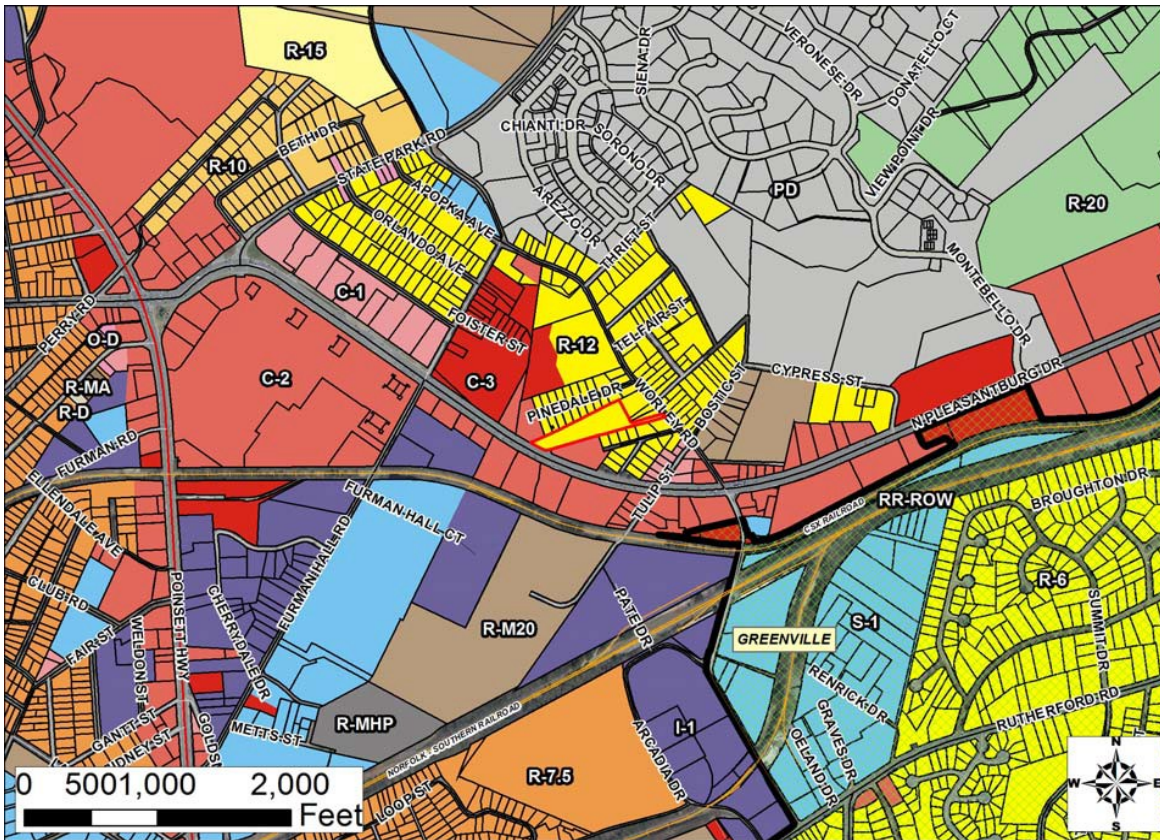 R-15
SIENA DR
VERONESE DR
DONATELLO CT
BETH DR
CHIANTI DR
SORONO DR
R-10
STATE PARK RD
VIEWPOINT DR
PD
R-20
APOPKA AVE
AREZZO DR
ORLANDO AVE
THRIFT ST
MONTEBELLO DR
C-1
PERRY RD
FOISTER ST
TELFAIR ST
O-D
R-12
R-MA
C-2
C-3
CYPRESS ST
N PLEASANTBURG DR
R-D
PINEDALE DR
WORLEY RD
BOSTIC ST
FURMAN RD
TULIP ST
ELLENDALE AVE
FURMAN HALL CT
RR-ROW
BROUGHTON DR
CSX RAILROAD
FURMAN HALL RD
CLUB RD
POINSETT HWY
CHERRYDALE DR
PATE DR
R-6
SUMMIT DR
FAIR ST
WELDON ST
R-M20
GREENVILLE
S-1
RENRICK DR
RUTHERFORD RD
GANTT ST
METTS ST
R-MHP
NORFOLK - SOUTHERN RAILROAD
ARCADIA DR
I-1
GRAVES DR
OELAND DR
R-7.5
LOOP ST
0 5001,000 2,000
Feet
N
W E
S